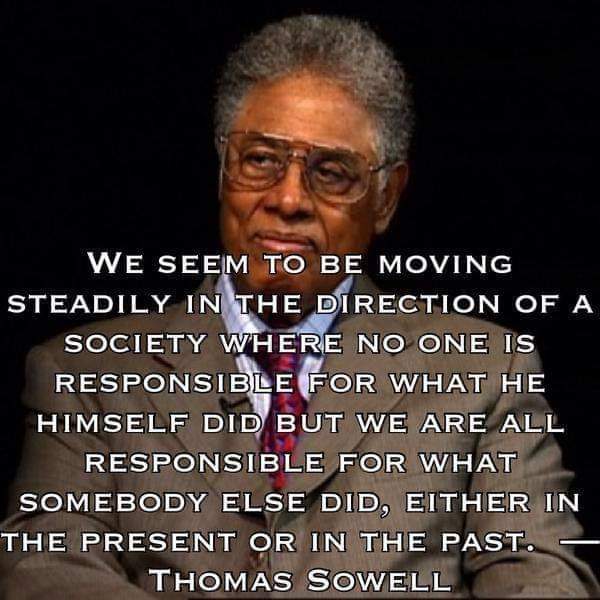 We seem to be moving
steadily in the direction of a
society where no one is
responsible for what he
himself did but we are all
responsible for what
somebody else did, either in
the present or in the past. —
Thomas Sowell